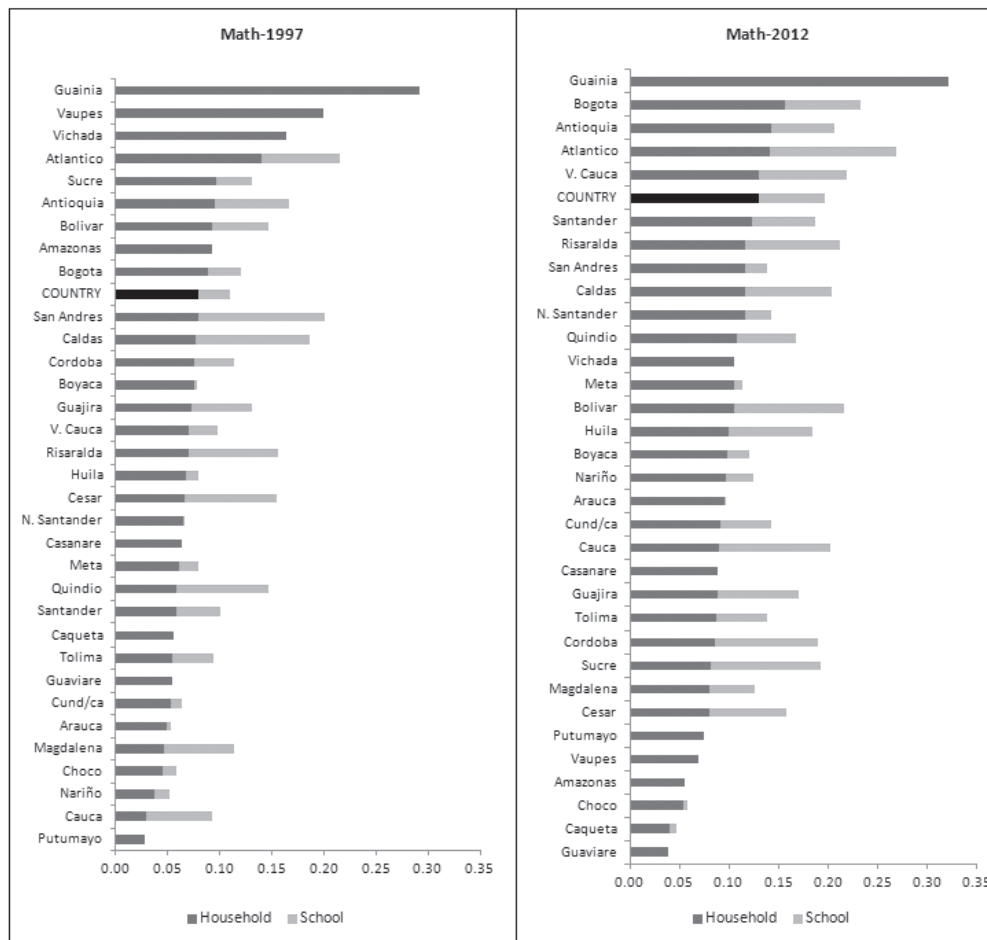 Math-1997
Guainia
Vaupes
Vichada
Atlantico
Sucre
Antioquia
Bolivar
Amazonas
Bogota
COUNTRY
San Andres
Caldas
Cordoba
Boyaca
Guajira
V. Cauca
Risaralda
Huila
Cesar
N. Santander
Casanare
Meta
Quindio
Santander
Caqueta
Tolima
Guaviare
Cund/ca
Arauca
Magdalena
Choco
Nariño
Cauca
Putumayo
0.00 0.05 0.10 0.15 0.20 0.25 0.30 0.35
Household School
Math-2012
Guainia
Bogota
Antioquia
Atlantico
V. Cauca
COUNTRY
Santander
Risaralda
San Andres
Caldas
N. Santander
Quindio
Vichada
Meta
Bolivar
Huila
Boyaca
Nariño
Arauca
Cund/ca
Cauca
Casanare
Guajira
Tolima
Cordoba
Sucre
Magdalena
Cesar
Putumayo
Vaupes
Amazonas
Choco
Caqueta
Guaviare
0.00 0.05 0.10 0.15 0.20 0.25 0.30 0.35
Household School